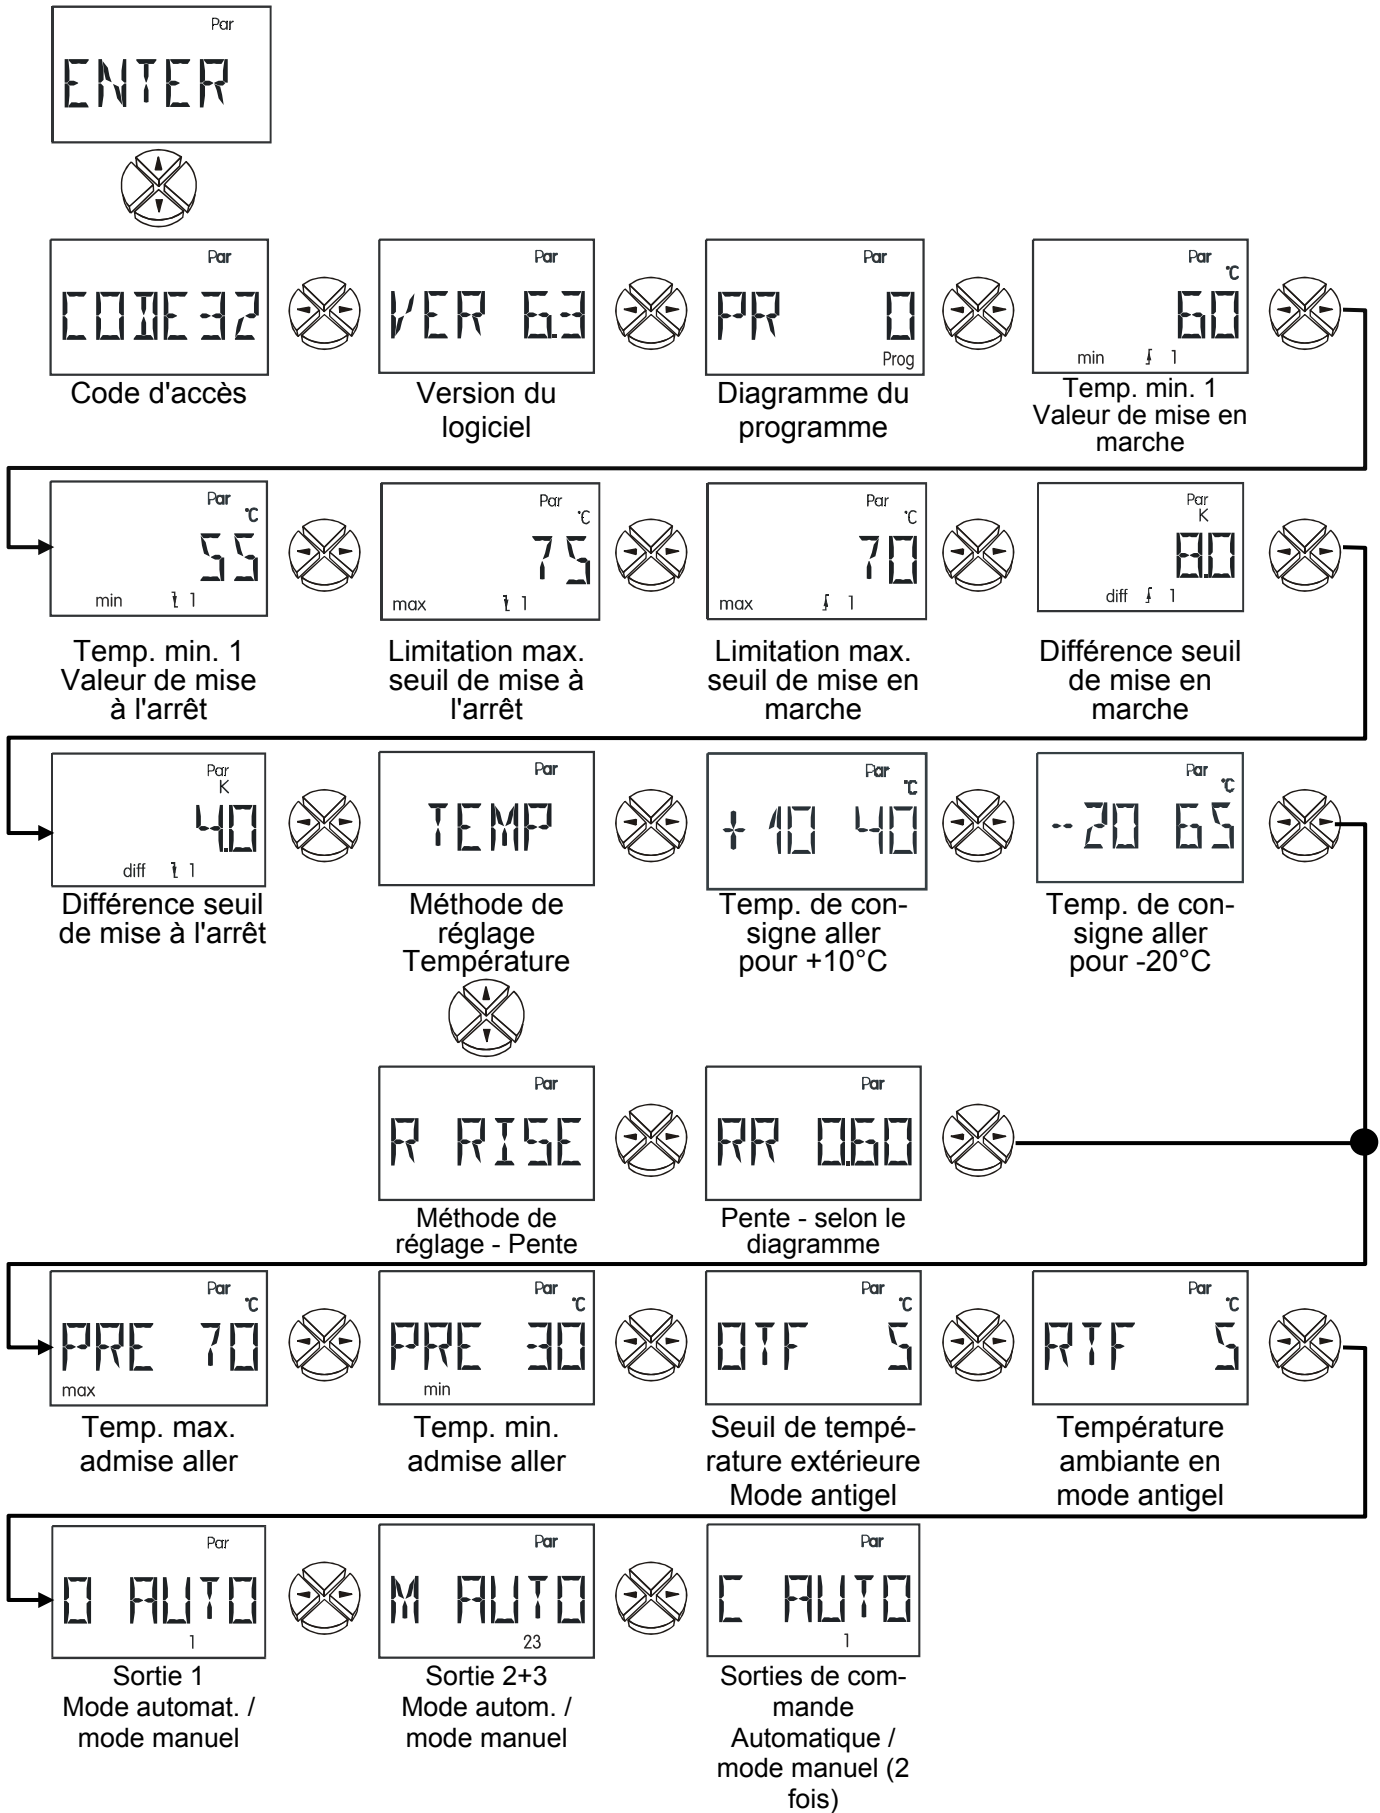 Par
ENTER
Par
CODE 32
Code d'accès
Par
VER 6.3
Version du
logiciel
Par
PR 0
Prog
Diagramme du
programme
Par
°C
60
min 1
Temp. min. 1
Valeur de mise en
marche
Par
°C
55
min 1
Temp. min. 1
Valeur de mise
à l'arrêt
Par
°C
75
max 1
Limitation max.
seuil de mise à
l'arrêt
Par
°C
70
max 1
Limitation max.
seuil de mise en
marche
Par
K
8.0
diff 1
Différence seuil
de mise en
marche
Par
K
4.0
diff 1
Différence seuil
de mise à l'arrêt
Par
TEMP
Méthode de
réglage
Température
Par
°C
+10 40
Temp. de con-
signe aller
pour +10°C
Par
°C
-20 65
Temp. de con-
signe aller
pour -20°C
Par
R RISE
Méthode de
réglage - Pente
Par
RR 0.60
Pente - selon le
diagramme
Par
°C
PRE 70
max
Temp. max.
admise aller
Par
°C
PRE 30
min
Temp. min.
admise aller
Par
°C
OTF 5
Seuil de tempé-
rature extérieure
Mode antigel
Par
°C
RTF 5
Température
ambiante en
mode antigel
Par
O AUTO
1
Sortie 1
Mode automat. /
mode manuel
Par
M AUTO
23
Sortie 2+3
Mode autom. /
mode manuel
Par
C AUTO
1
Sorties de com-
mande
Automatique /
mode manuel (2
fois)